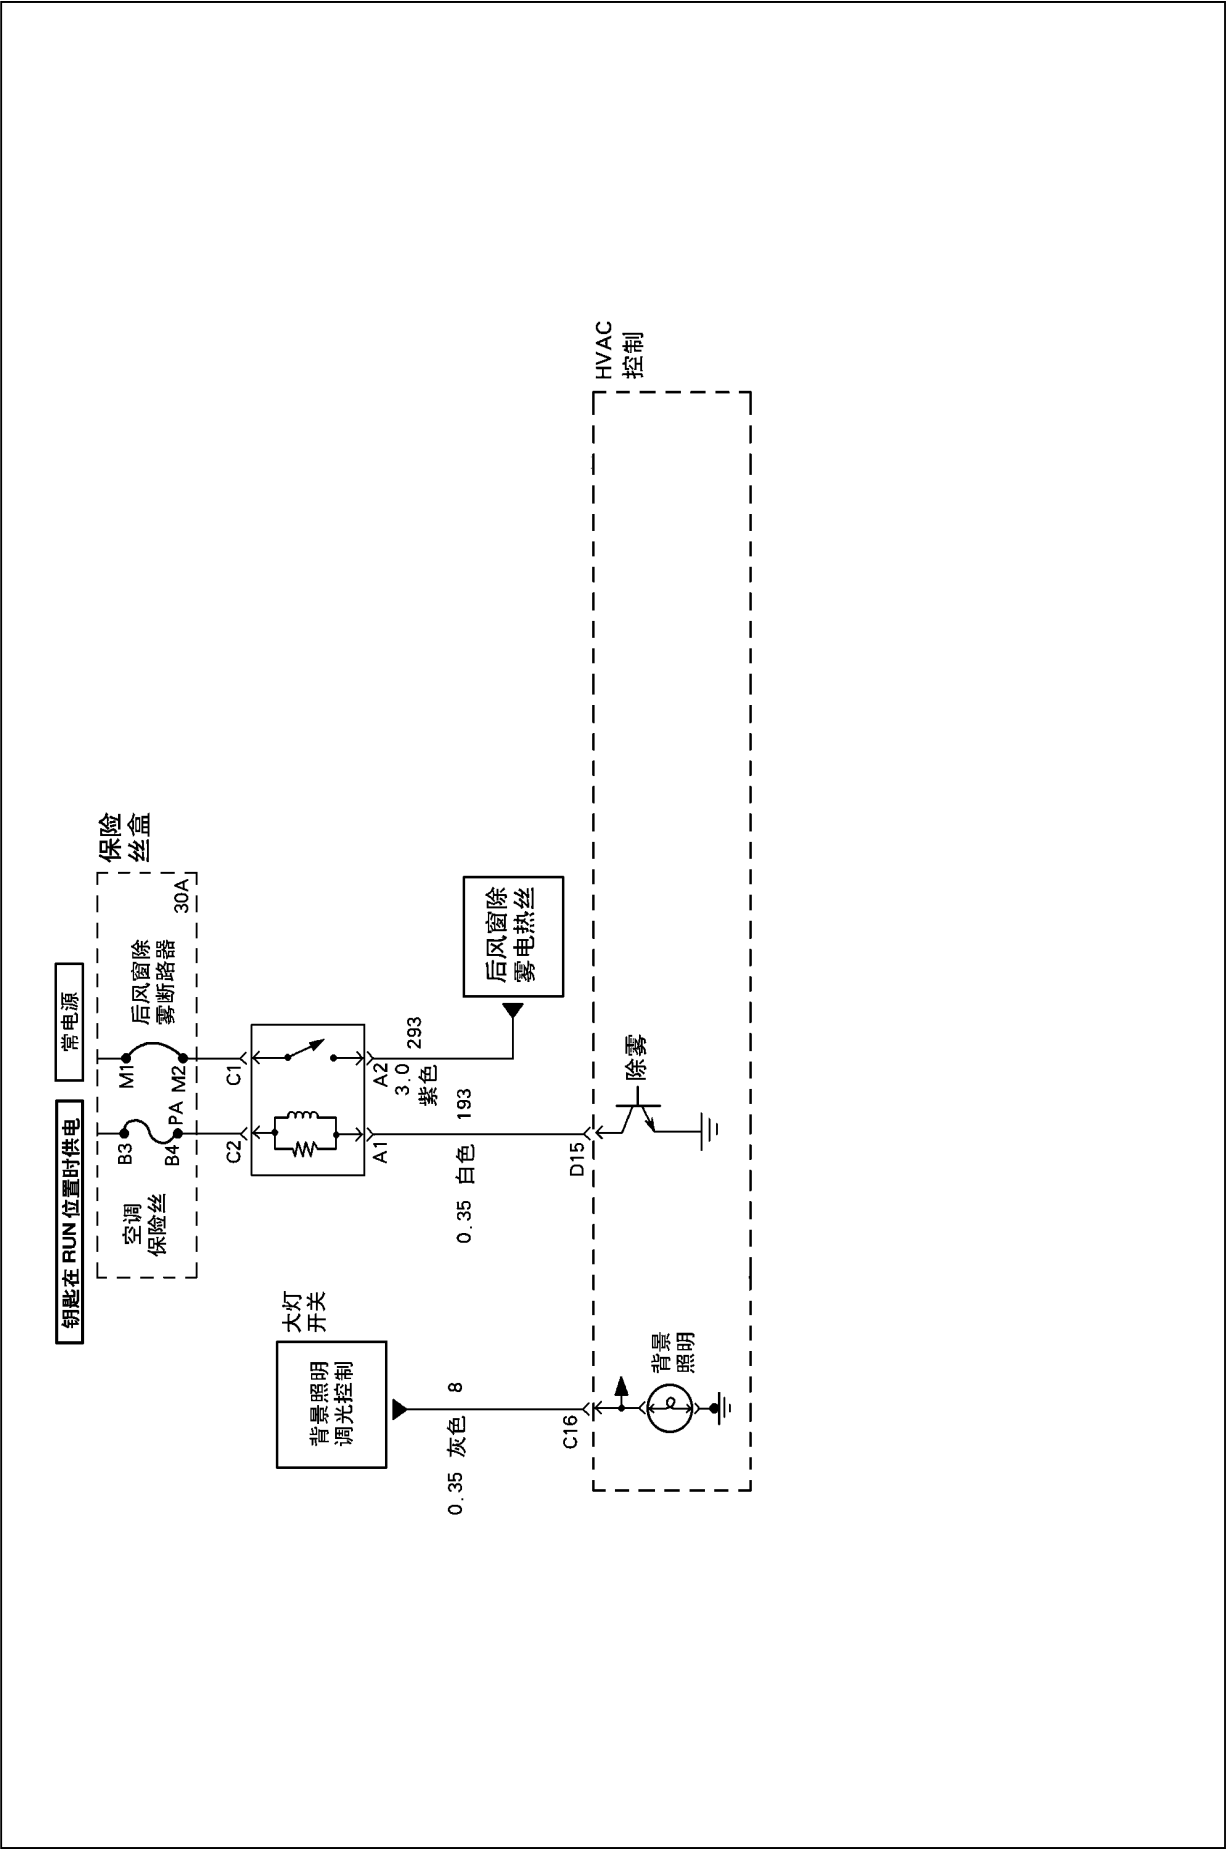 钥匙在 RUN 位置时供电
常电源
保险
丝盒
空调
保险丝
B3
B4
PA
M1
M2
后风窗除
雾断路器
30A
C2
C1
A1
A2
3.0
紫色
293
0.35 白色 193
后风窗除
雾电热丝
大灯
开关
背景照明
调光控制
0.35 灰色 8
C16
D15
HVAC
控制
背景
照明
除雾